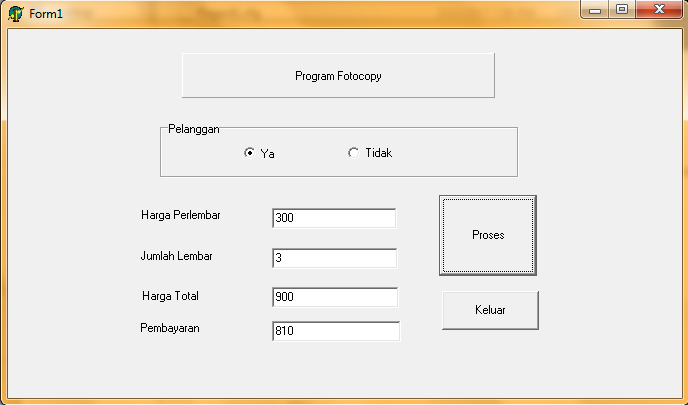 Form1
Program Fotocopy
Pelanggan
Ya Tidak
Harga Perlembar 300
Proses
Jumlah Lembar 3
Harga Total 900
Keluar
Pembayaran 810